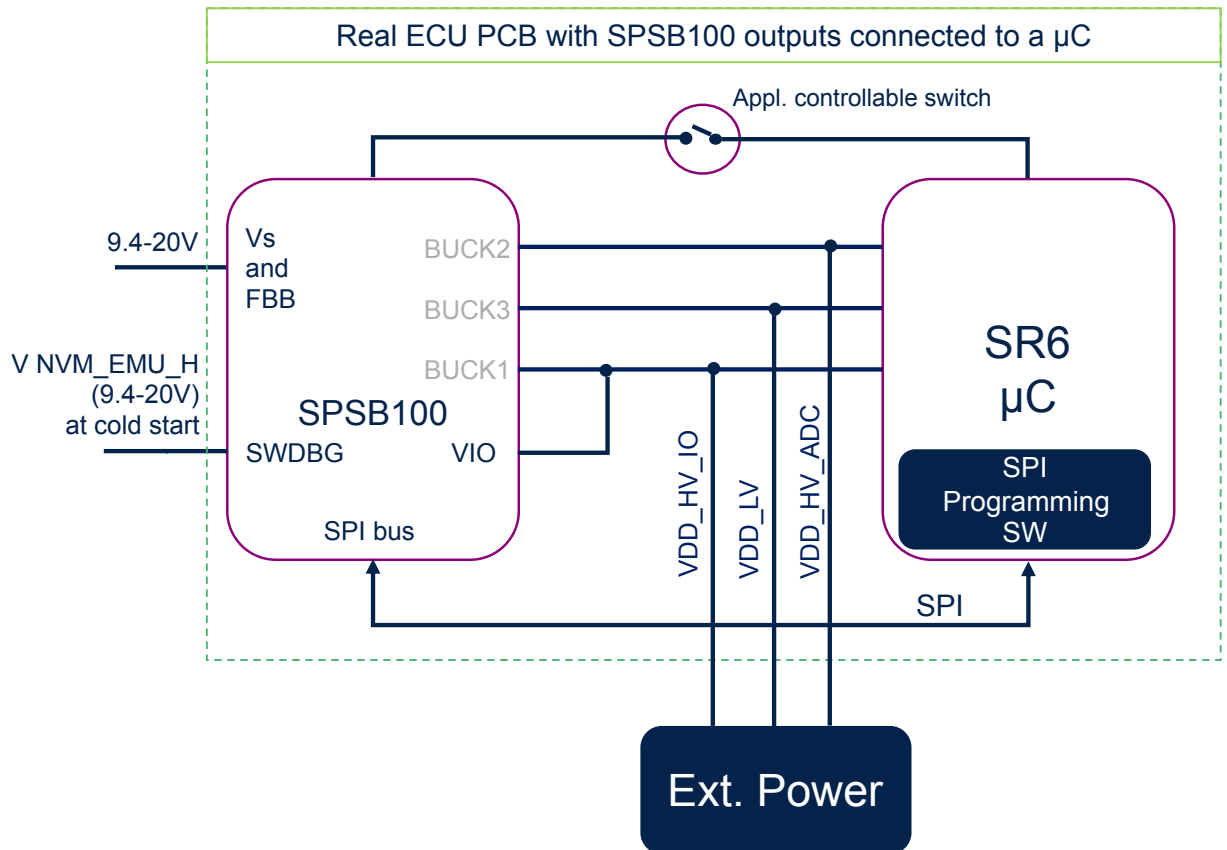 Real ECU PCB with SPSB100 outputs connected to a µC
Appl. controllable switch
9.4-20V
Vs
and
FBB
V NVM_EMU_H
(9.4-20V)
at cold start
SWDBG
SPSB100
BUCK2
BUCK3
BUCK1
VIO
SPI bus
VDD_HV_IO
VDD_LV
VDD_HV_ADC
SR6
µC
SPI
Programming
SW
SPI
Ext. Power